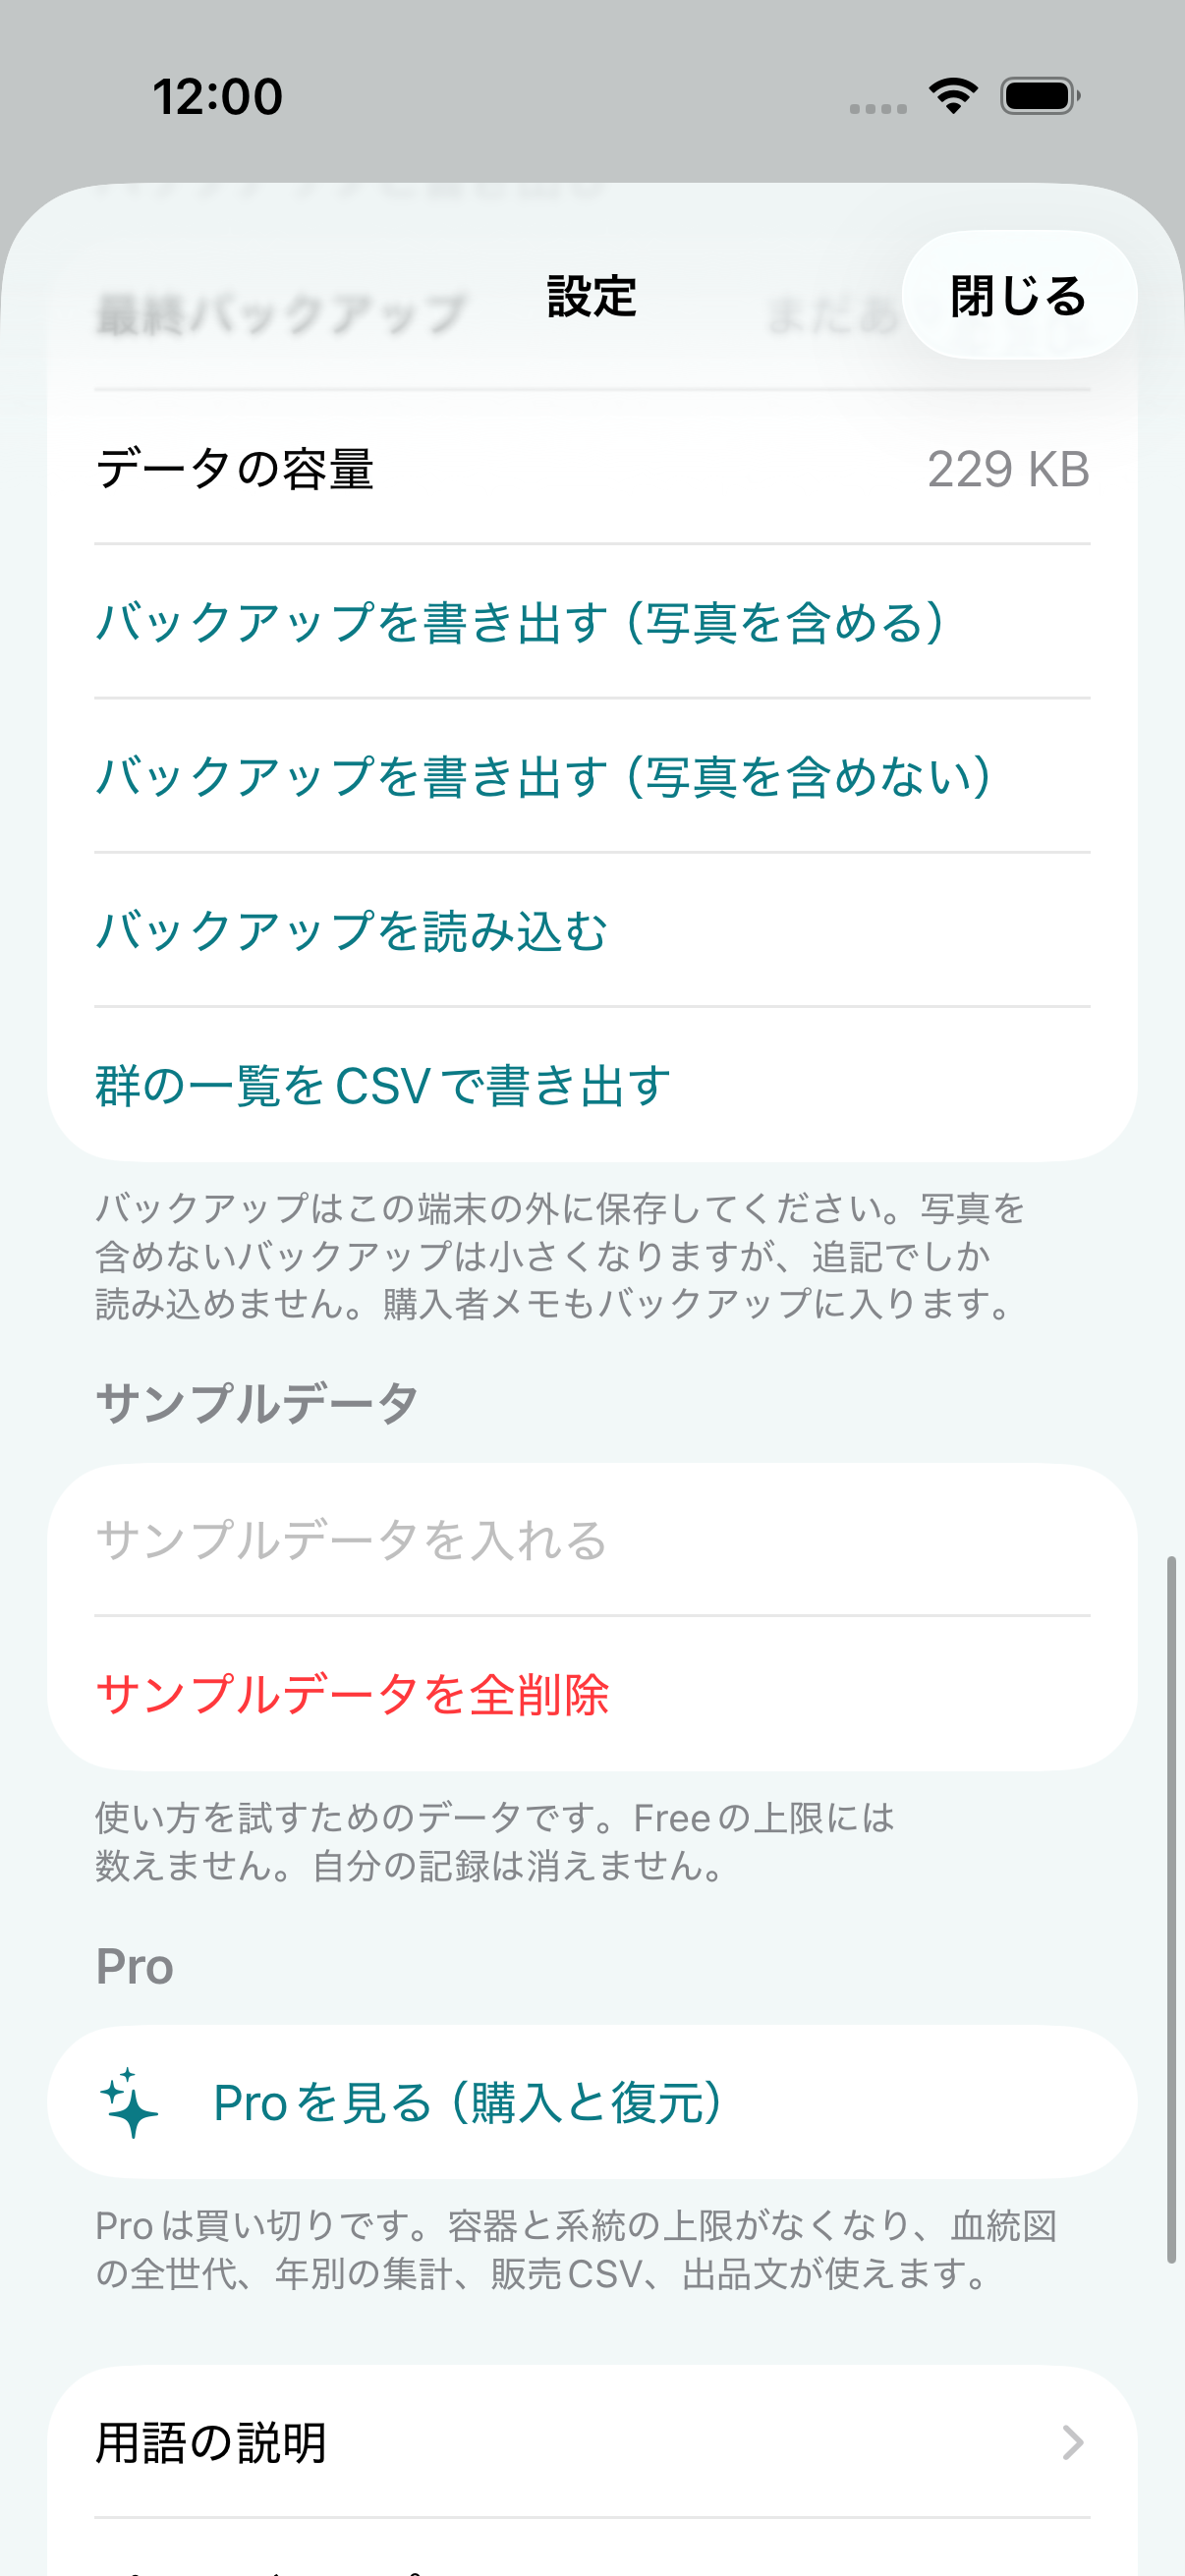 12:00
設定
閉じる
最終バックアップ
まだあ
データの容量
229 KB
バックアップを書き出す（写真を含める）
バックアップを書き出す（写真を含めない）
バックアップを読み込む
群の一覧をCSVで書き出す
バックアップはこの端末の外に保存してください。写真を
含めないバックアップは小さくなりますが、追記でしか
読み込めません。購入者メモもバックアップに入ります。
サンプルデータ
サンプルデータを入れる
サンプルデータを全削除
使い方を試すためのデータです。Freeの上限には
数えません。自分の記録は消えません。
Pro
Proを見る（購入と復元）
Proは買い切りです。容器と系統の上限がなくなり、血統図
の全世代、年別の集計、販売CSV、出品文が使えます。
用語の説明